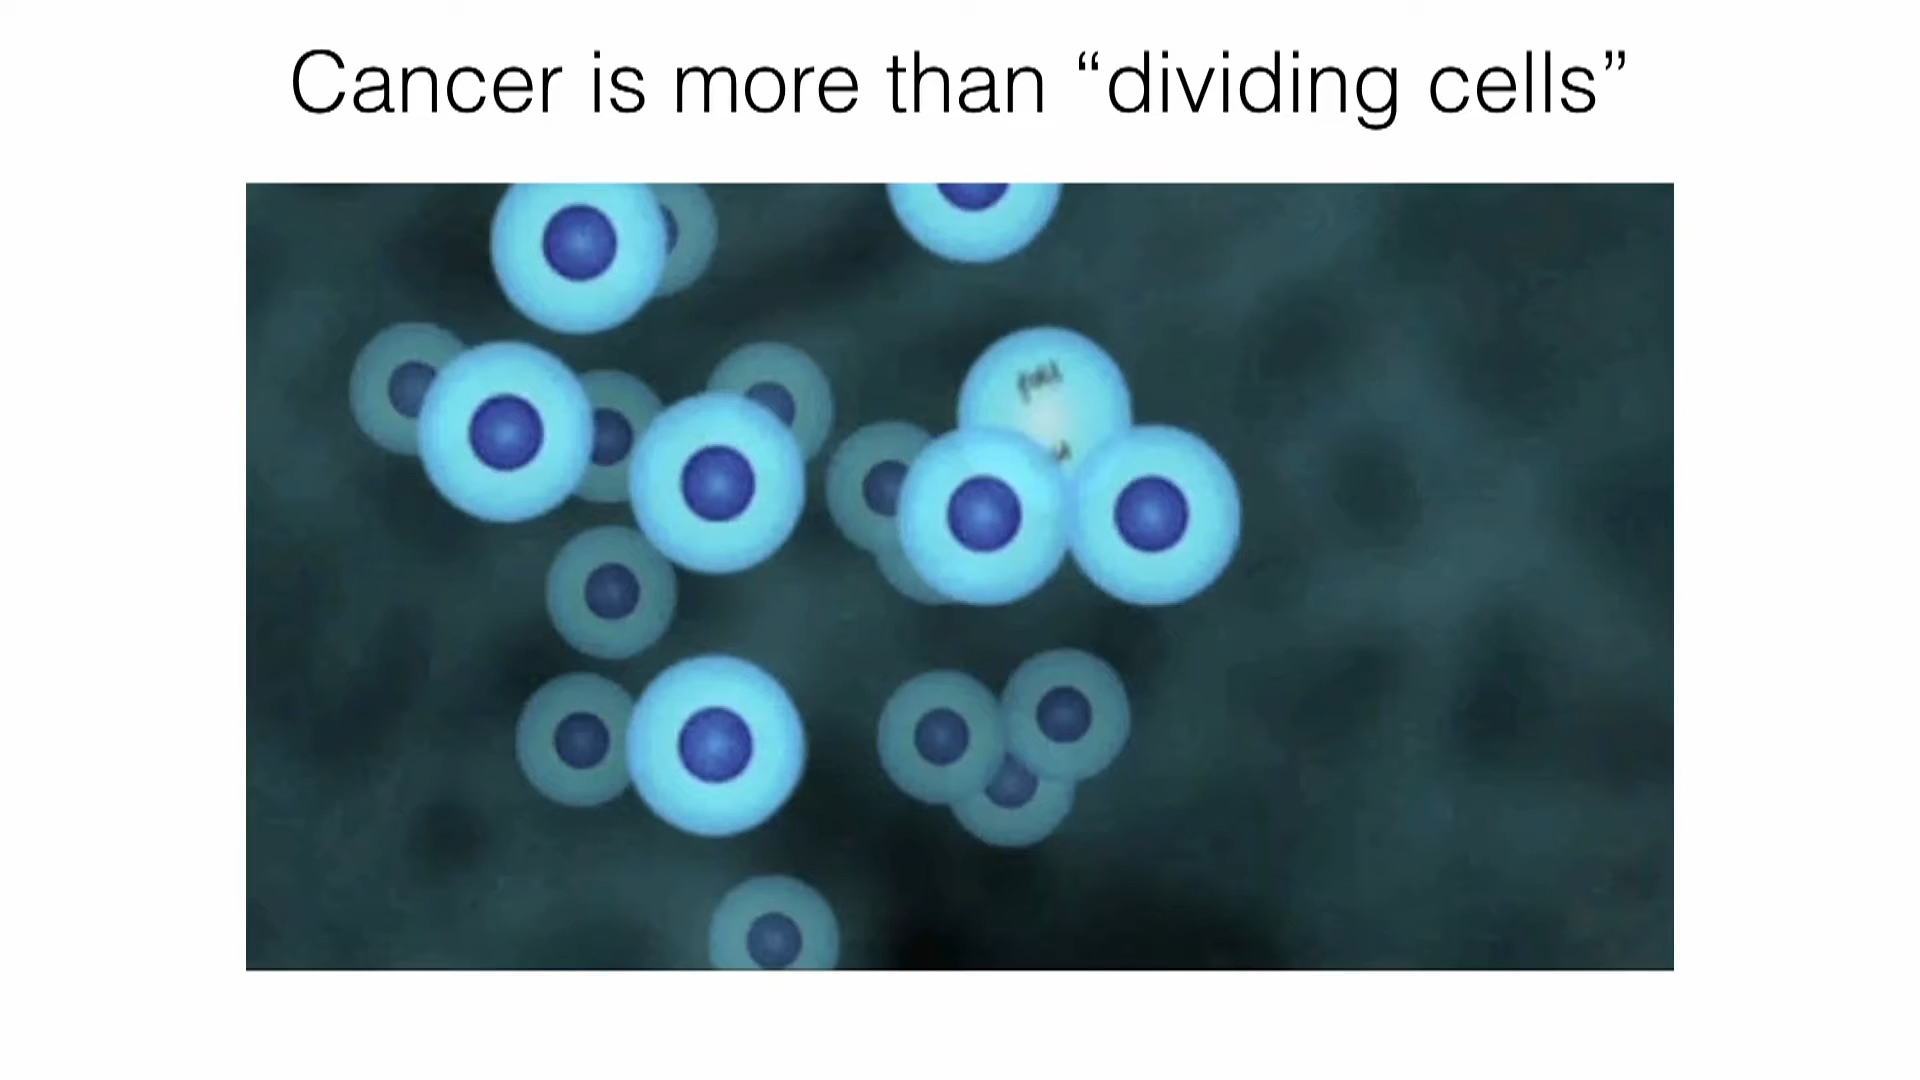 Cancer is more than “dividing cells”